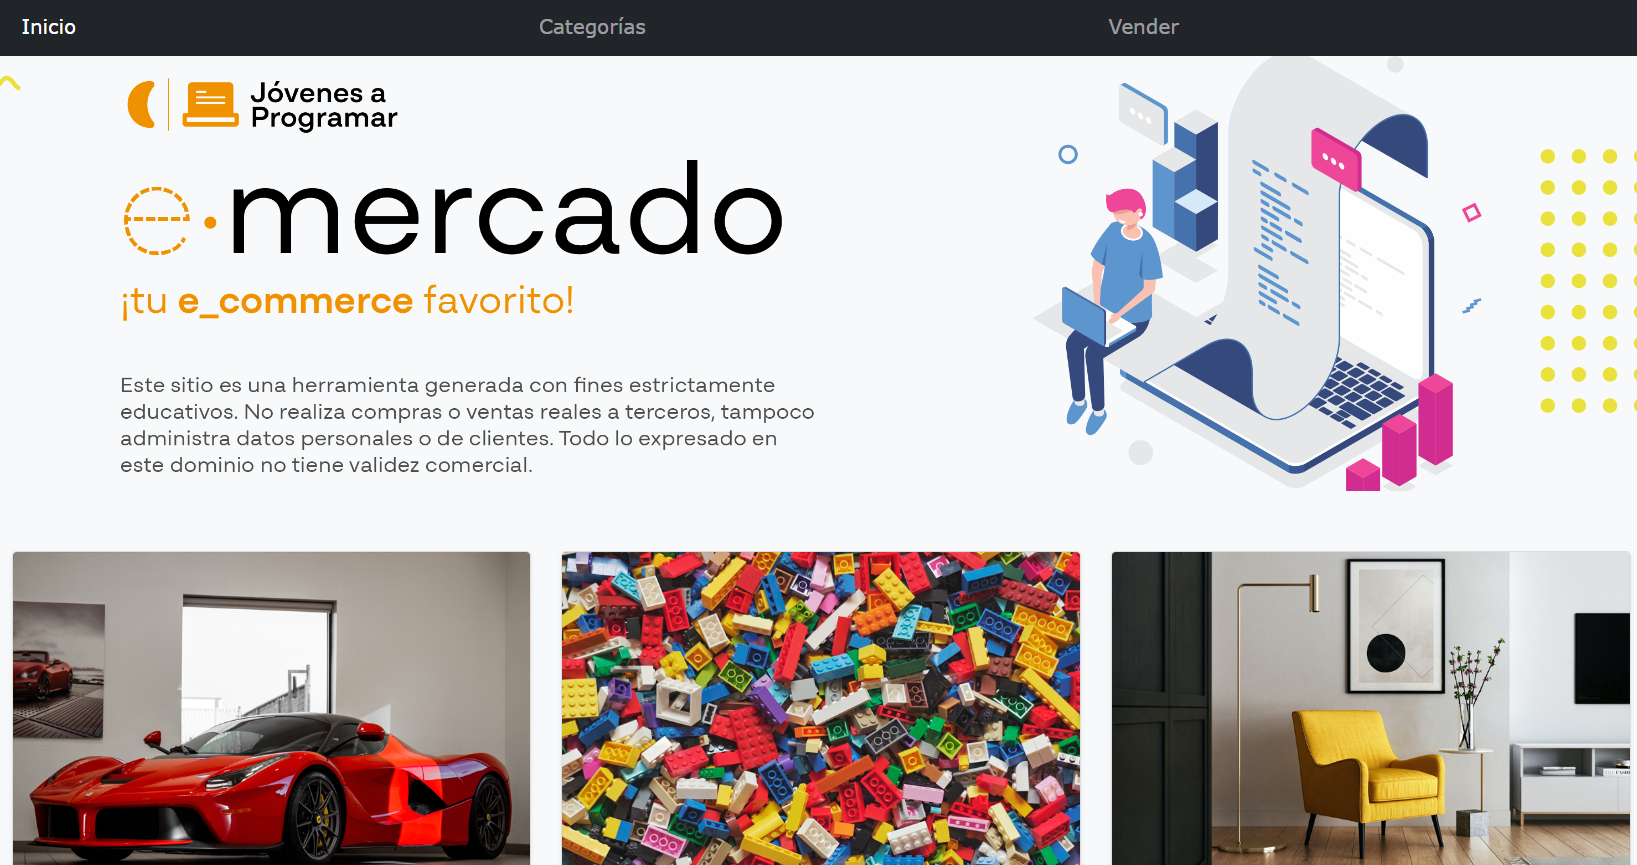 Inicio
Categorías
Vender
Jóvenes a
Programar
e·mercado
¡tu e_commerce favorito!
Este sitio es una herramienta generada con fines estrictamente
educativos. No realiza compras o ventas reales a terceros, tampoco
administra datos personales o de clientes. Todo lo expresado en
este dominio no tiene validez comercial.